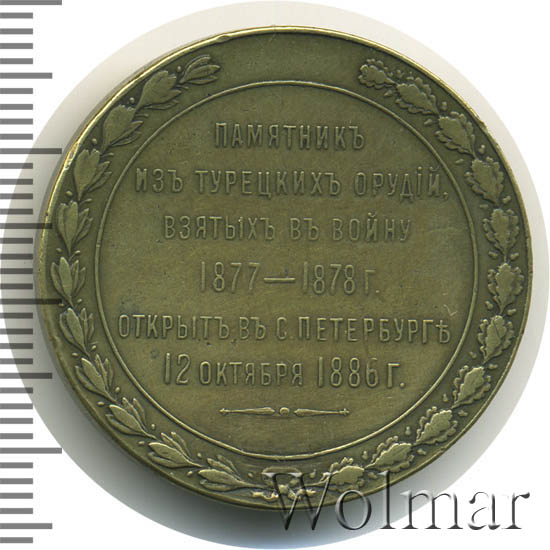 ПАМЯТНИКЪ
ИЗЪ ТУРЕЦКИХЪ ОРУДІЙ,
ВЗЯТЫХЪ ВЪ ВОЙНУ
1877—1878 г.
ОТКРЫТЪ ВЪ С. ПЕТЕРБУРГѢ
12 ОКТЯБРЯ 1886 Г.
Wolmar